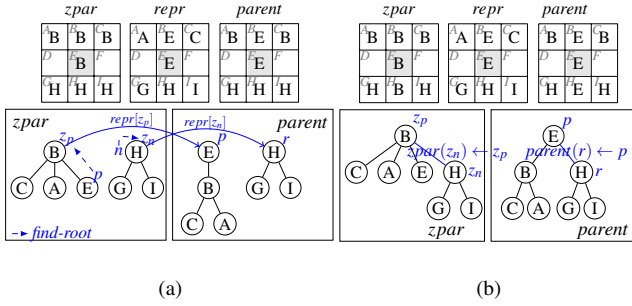 zpar repr parent
A B B B C B
D E B F
G H H H I H
A A B E C C
D E E F
G G H H I I
A B B E C B
D E E F
G H H H I H
zpar
z_p
B
C A E
p
n
z_n
H
G I
find-root
repr[z_p]
repr[z_n]
parent
p
E
B
C A
r
H
G I
(a)
zpar repr parent
A B B B C B
D E B F
G H H B I H
A A B E C C
D E E F
G G H H I I
A B B E C B
D E E F
G H H E I H
z_p
B
zpar(z_n) ← z_p
C A E H z_n
G I
zpar
p
E
parent(r) ← p
B H r
C A G I
parent
(b)